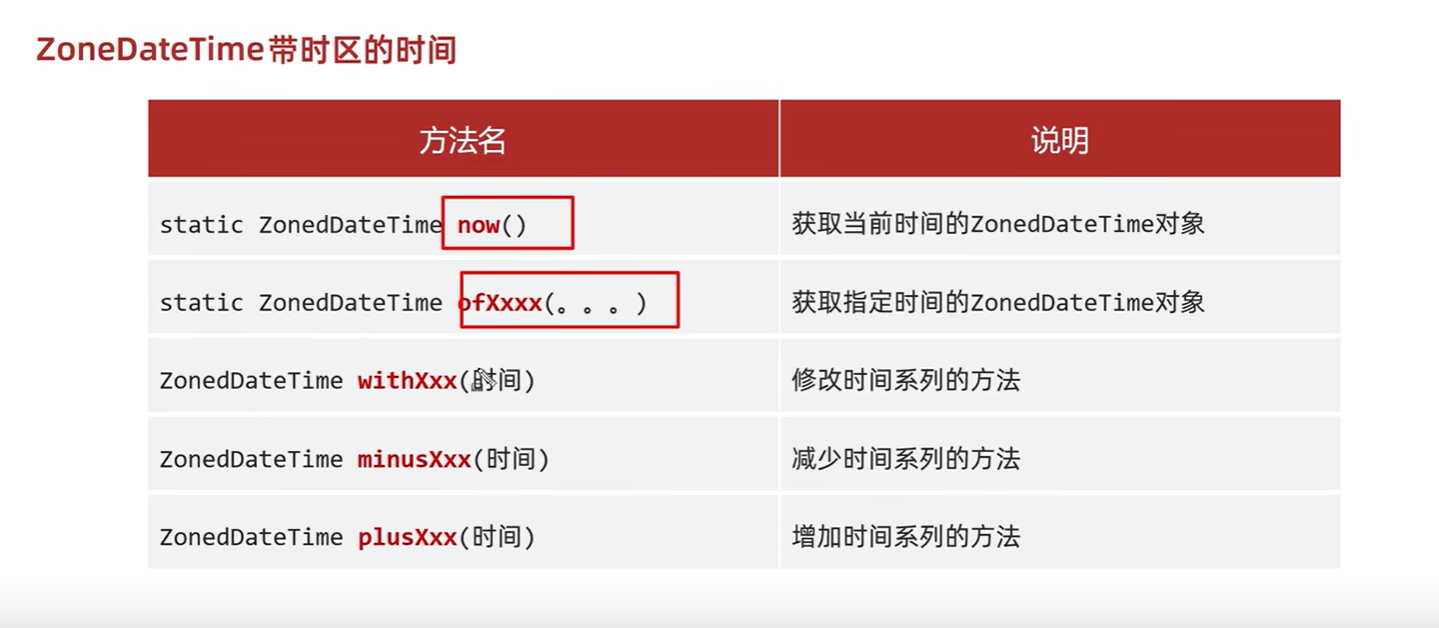 ZoneDateTime带时区的时间
方法名 说明
static ZonedDateTime now() 获取当前时间的ZonedDateTime对象
static ZonedDateTime ofXxxx(。。。) 获取指定时间的ZonedDateTime对象
ZonedDateTime withXxx(时间) 修改时间系列的方法
ZonedDateTime minusXxx(时间) 减少时间系列的方法
ZonedDateTime plusXxx(时间) 增加时间系列的方法